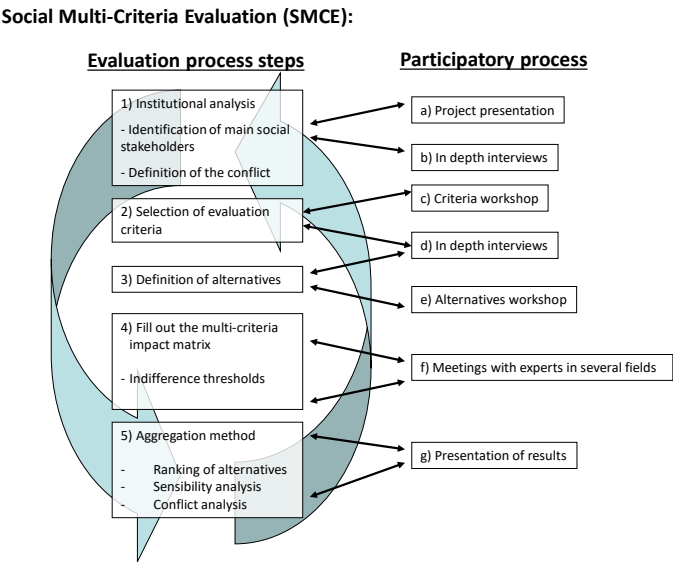 Social Multi-Criteria Evaluation (SMCE):
Evaluation process steps
Participatory process
1) Institutional analysis
- Identification of main social
stakeholders
- Definition of the conflict
2) Selection of evaluation
criteria
3) Definition of alternatives
4) Fill out the multi-criteria
impact matrix
- Indifference thresholds
5) Aggregation method
- Ranking of alternatives
- Sensibility analysis
- Conflict analysis
a) Project presentation
b) In depth interviews
c) Criteria workshop
d) In depth interviews
e) Alternatives workshop
f) Meetings with experts in several fields
g) Presentation of results